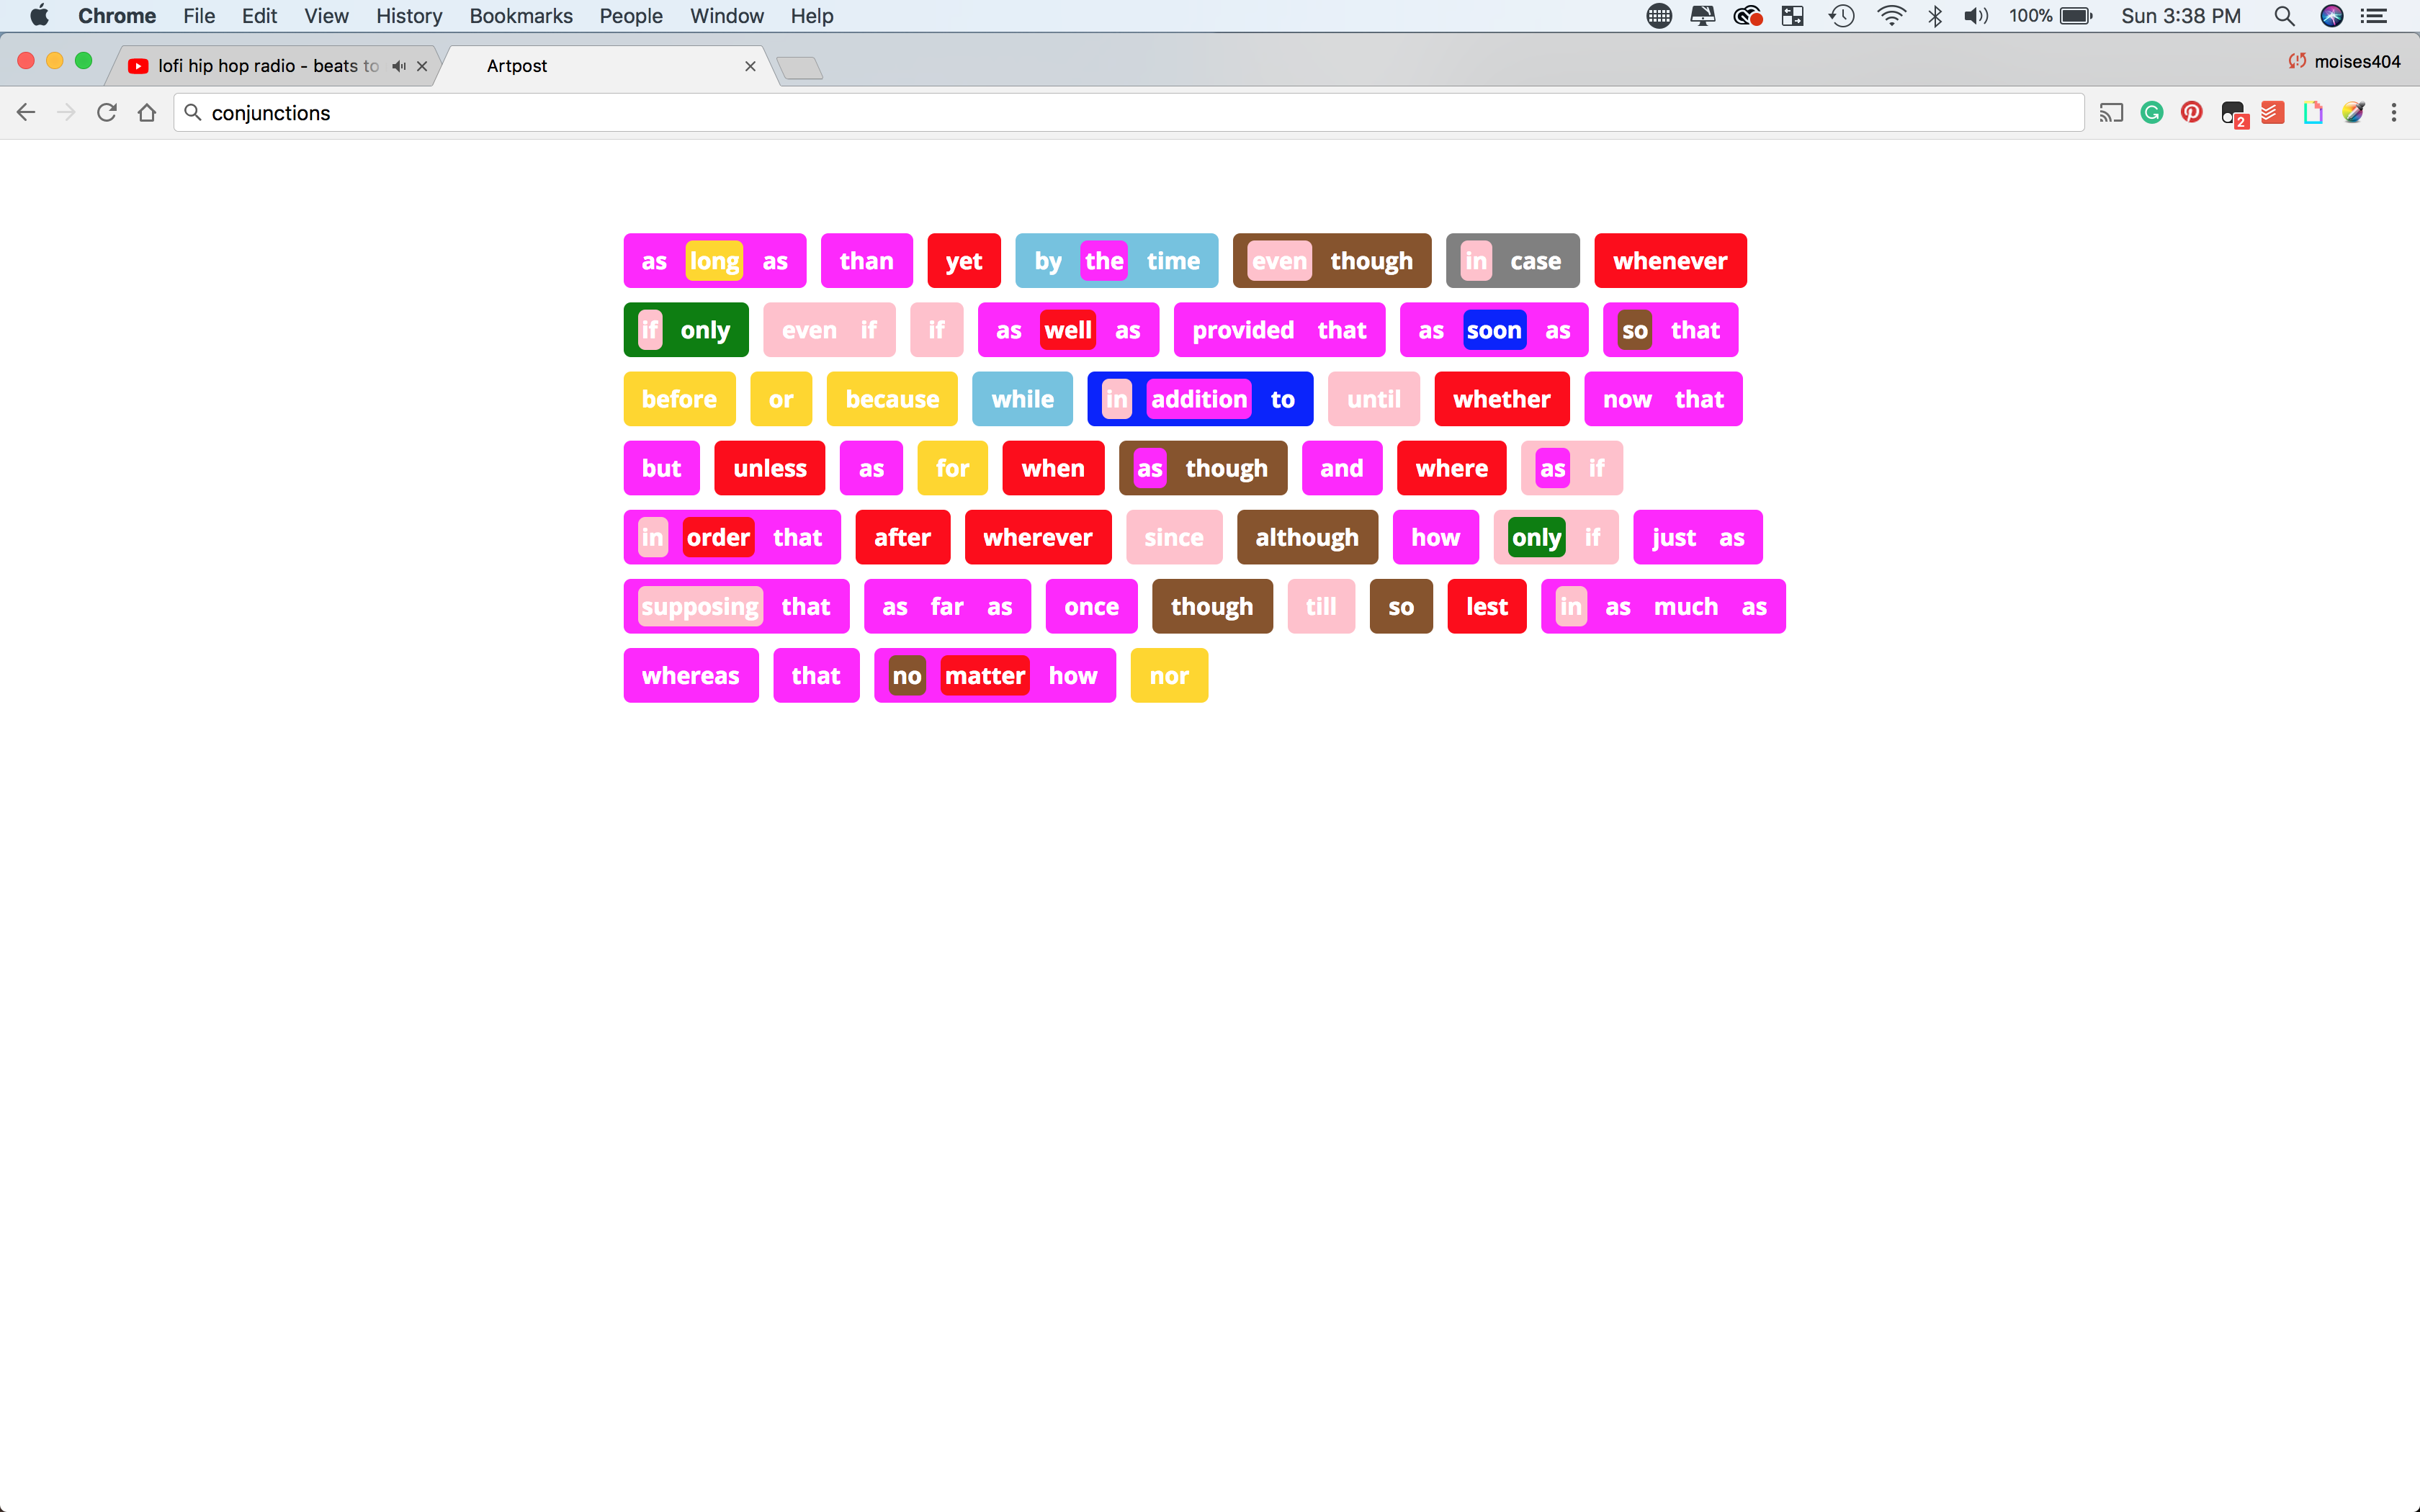 Chrome File Edit View History Bookmarks People Window Help 100% Sun 3:38 PM
lofi hip hop radio - beats to Artpost moises404
conjunctions 2
as long as than yet by the time even though in case whenever
if only even if if as well as provided that as soon as so that
before or because while in addition to until whether now that
but unless as for when as though and where as if
in order that after wherever since although how only if just as
supposing that as far as once though till so lest in as much as
whereas that no matter how nor